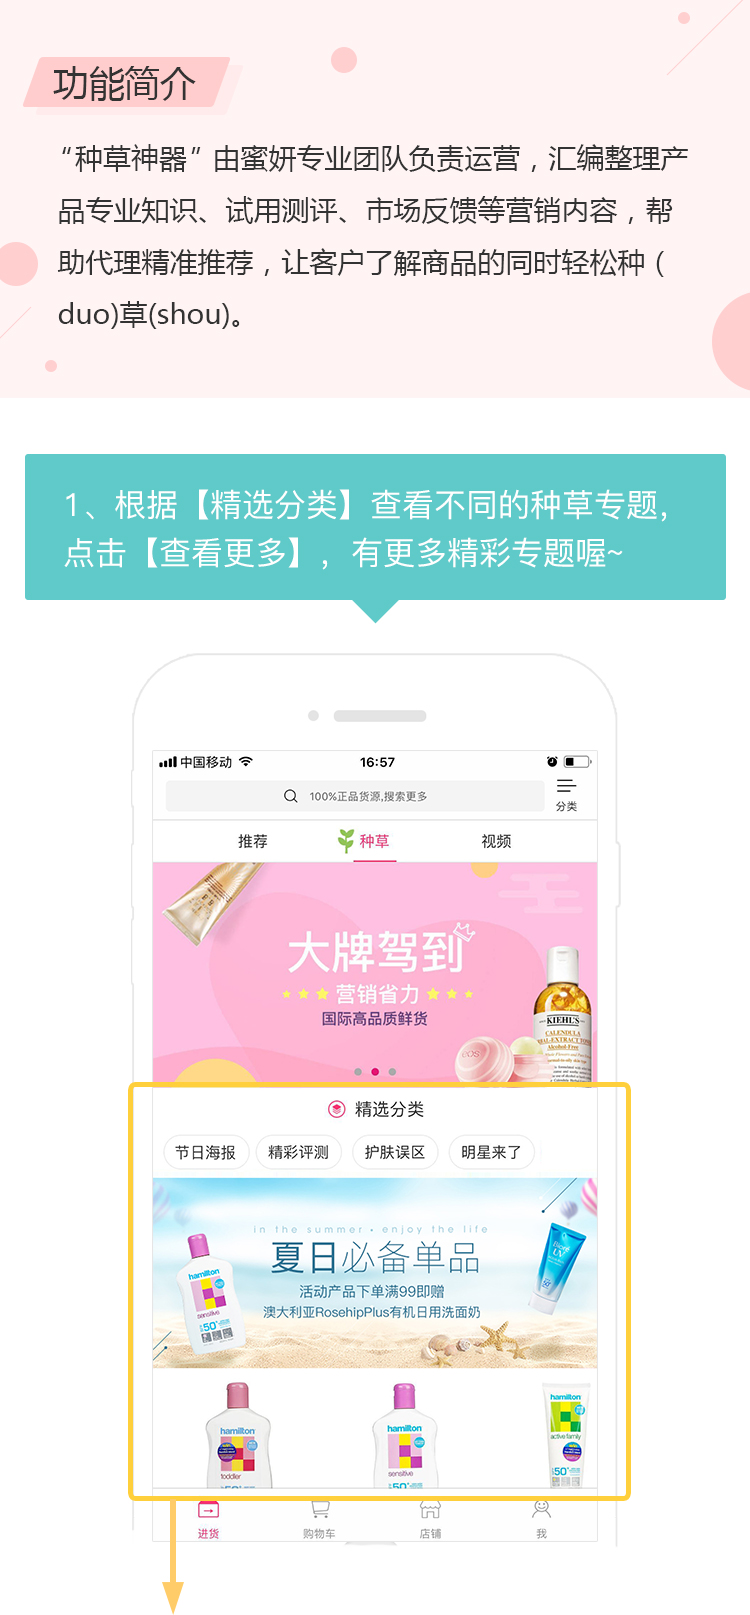 功能简介
“种草神器”由蜜妍专业团队负责运营，汇编整理产
品专业知识、试用测评、市场反馈等营销内容，帮
助代理精准推荐，让客户了解商品的同时轻松种（
duo)草(shou)。
1、根据【精选分类】查看不同的种草专题，
点击【查看更多】，有更多精彩专题喔~
中国移动
16:57
100%正品货源,搜索更多
分类
推荐
种草
视频
大牌驾到
营销省力
国际高品质鲜货
KIEHL'S
CALENDULA
Alcohol-Free
eos
精选分类
节日海报
精彩评测
护肤误区
明星来了
in the summer · enjoy the life
夏日必备单品
活动产品下单满99即赠
澳大利亚RosehipPlus有机日用洗面奶
hamilton
sensitive
50+
Bioré
UV
50+
hamilton
toddler
hamilton
sensitive
hamilton
active family
50+
进货
购物车
店铺
我